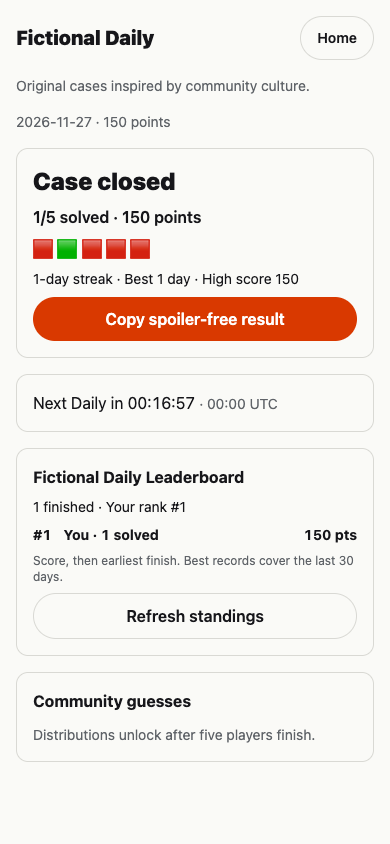 Fictional Daily
Home
Original cases inspired by community culture.
2026-11-27 · 150 points
Case closed
1/5 solved · 150 points
🟥🟩🟥🟥🟥
1-day streak · Best 1 day · High score 150
Copy spoiler-free result
Next Daily in 00:16:57 · 00:00 UTC
Fictional Daily Leaderboard
1 finished · Your rank #1
#1 You · 1 solved 150 pts
Score, then earliest finish. Best records cover the last 30
days.
Refresh standings
Community guesses
Distributions unlock after five players finish.